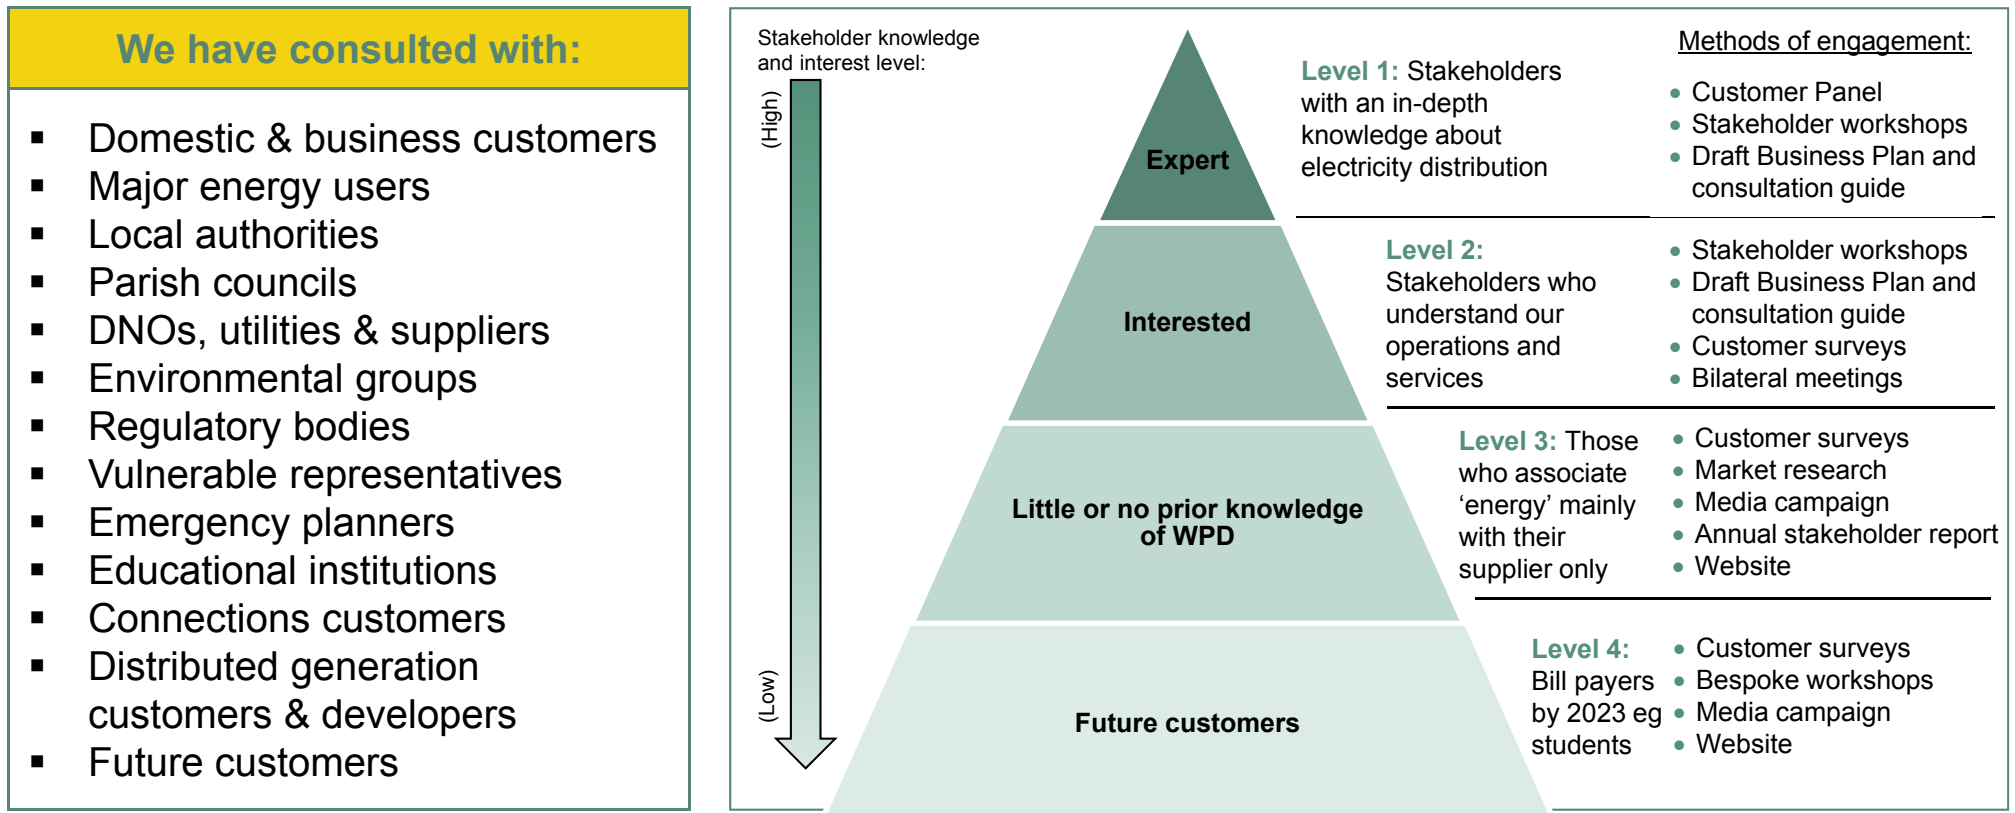 We have consulted with:
▪ Domestic & business customers
▪ Major energy users
▪ Local authorities
▪ Parish councils
▪ DNOs, utilities & suppliers
▪ Environmental groups
▪ Regulatory bodies
▪ Vulnerable representatives
▪ Emergency planners
▪ Educational institutions
▪ Connections customers
▪ Distributed generation
customers & developers
▪ Future customers
Stakeholder knowledge
and interest level:
(High)
(Low)
Expert
Interested
Little or no prior knowledge
of WPD
Future customers
Level 1: Stakeholders
with an in-depth
knowledge about
electricity distribution
Methods of engagement:
• Customer Panel
• Stakeholder workshops
• Draft Business Plan and
consultation guide
Level 2:
Stakeholders who
understand our
operations and
services
• Stakeholder workshops
• Draft Business Plan and
consultation guide
• Customer surveys
• Bilateral meetings
Level 3: Those
who associate
‘energy’ mainly
with their
supplier only
• Customer surveys
• Market research
• Media campaign
• Annual stakeholder report
• Website
Level 4:
Bill payers
by 2023 eg
students
• Customer surveys
• Bespoke workshops
• Media campaign
• Website